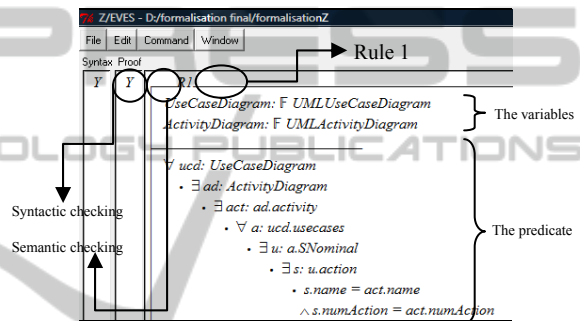 Z/EVES - D:/formalisation final/formalisationZ
File Edit Command Window
Syntax Proof
Y Y R1
Rule 1
UseCaseDiagram: 𝔽 UMLUseCaseDiagram
ActivityDiagram: 𝔽 UMLActivityDiagram
The variables
∀ ucd: UseCaseDiagram
• ∃ ad: ActivityDiagram
• ∃ act: ad.activity
• ∀ a: ucd.usecases
• ∃ u: a.SNominal
• ∃ s: u.action
• s.name = act.name
∧ s.numAction = act.numAction
The predicate
Syntactic checking
Semantic checking